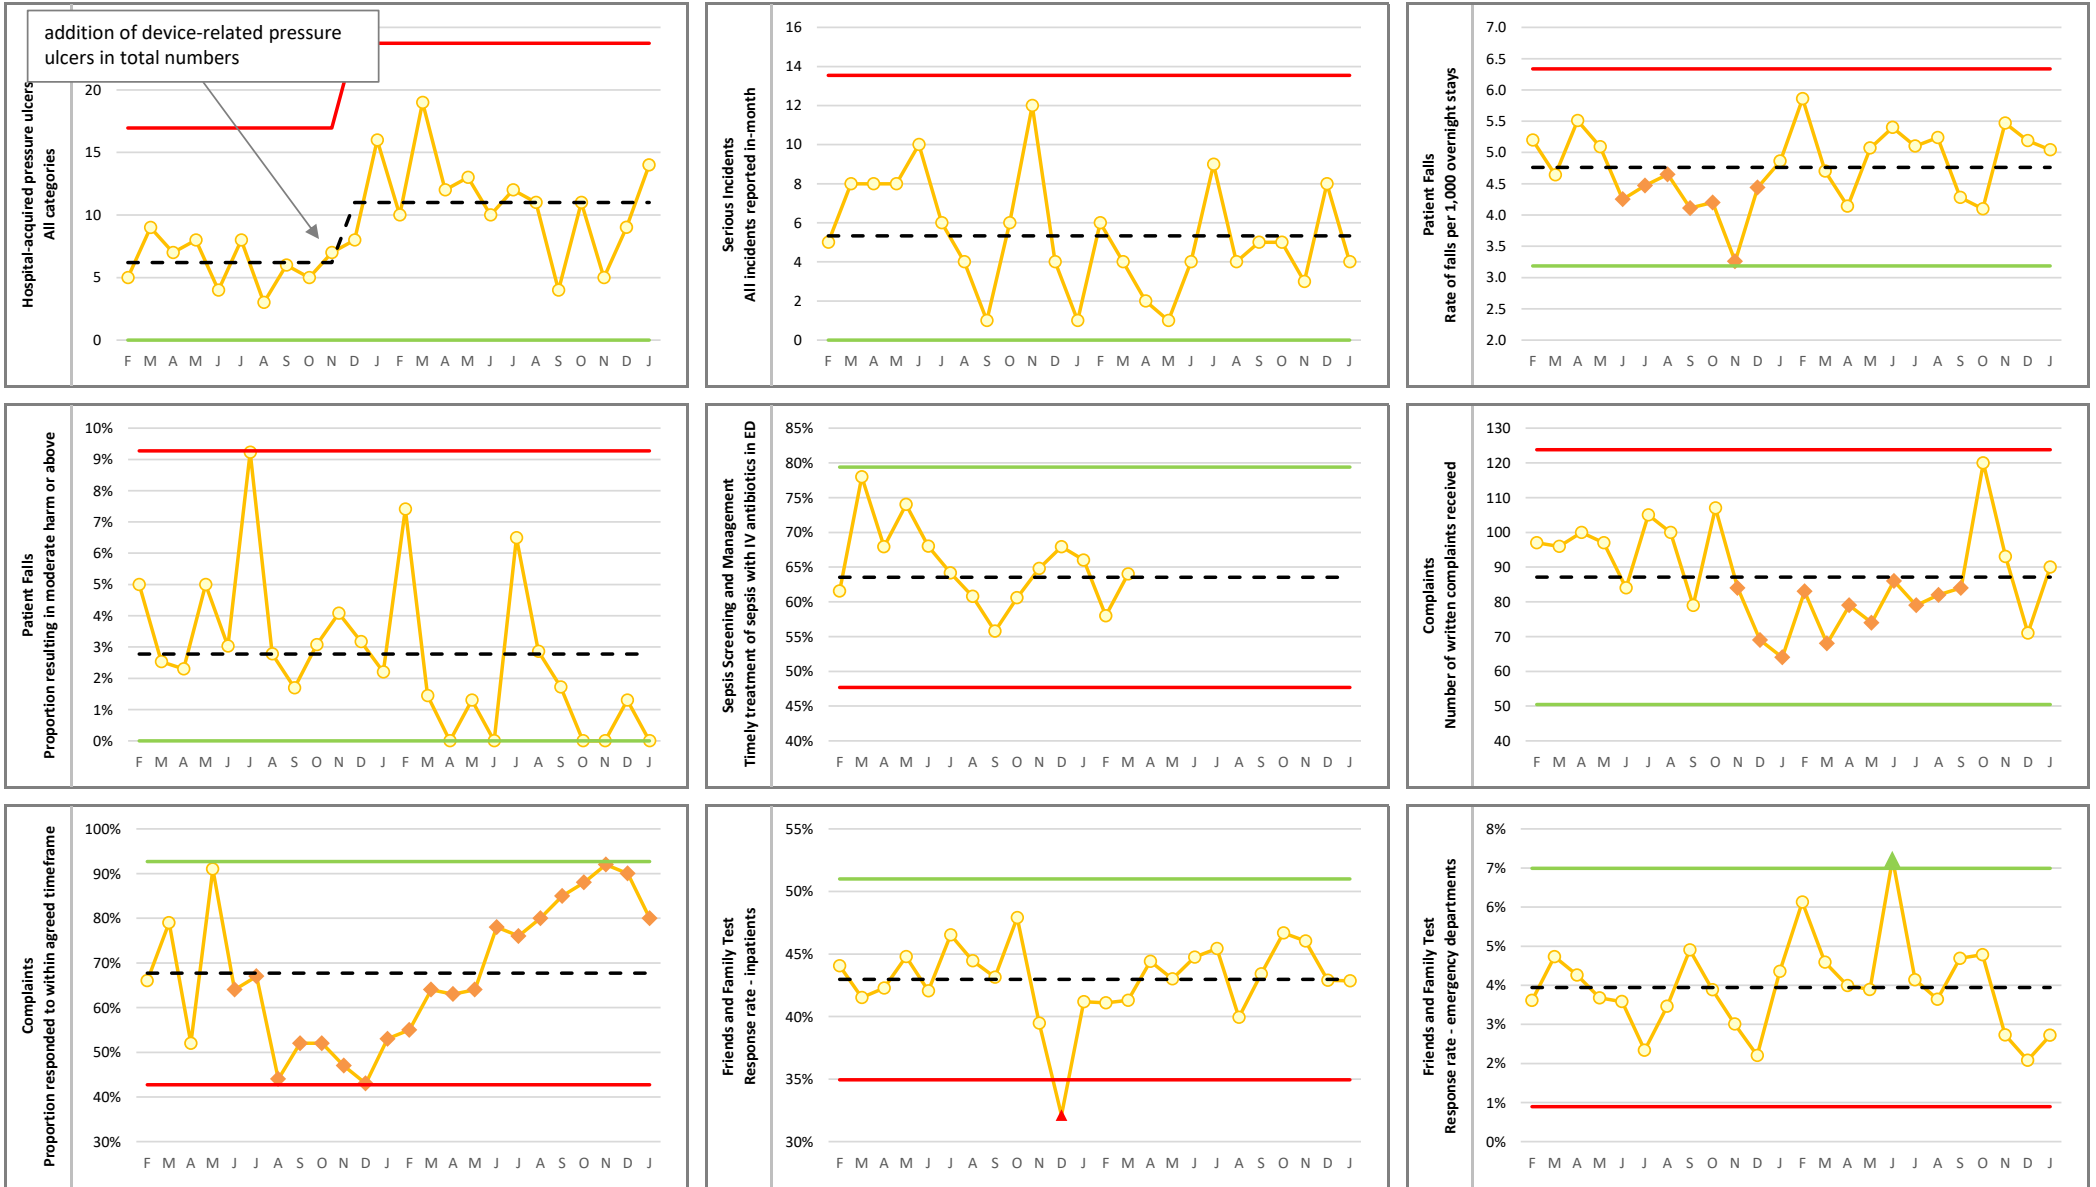 addition of device-related pressure
ulcers in total numbers
Hospital-acquired pressure ulcers
All categories
20
15
10
5
0
F M A M J J A S O N D J F M A M J J A S O N D J
Serious Incidents
All incidents reported in-month
16
14
12
10
8
6
4
2
0
F M A M J J A S O N D J F M A M J J A S O N D J
Patient Falls
Rate of falls per 1,000 overnight stays
7.0
6.5
6.0
5.5
5.0
4.5
4.0
3.5
3.0
2.5
2.0
F M A M J J A S O N D J F M A M J J A S O N D J
Patient Falls
Proportion resulting in moderate harm or above
10%
9%
8%
7%
6%
5%
4%
3%
2%
1%
0%
F M A M J J A S O N D J F M A M J J A S O N D J
Sepsis Screening and Management
Timely treatment of sepsis with IV antibiotics in ED
85%
80%
75%
70%
65%
60%
55%
50%
45%
40%
F M A M J J A S O N D J F M A M J J A S O N D J
Complaints
Number of written complaints received
130
120
110
100
90
80
70
60
50
40
F M A M J J A S O N D J F M A M J J A S O N D J
Complaints
Proportion responded to within agreed timeframe
100%
90%
80%
70%
60%
50%
40%
30%
F M A M J J A S O N D J F M A M J J A S O N D J
Friends and Family Test
Response rate - inpatients
55%
50%
45%
40%
35%
30%
F M A M J J A S O N D J F M A M J J A S O N D J
Friends and Family Test
Response rate - emergency departments
8%
7%
6%
5%
4%
3%
2%
1%
0%
F M A M J J A S O N D J F M A M J J A S O N D J